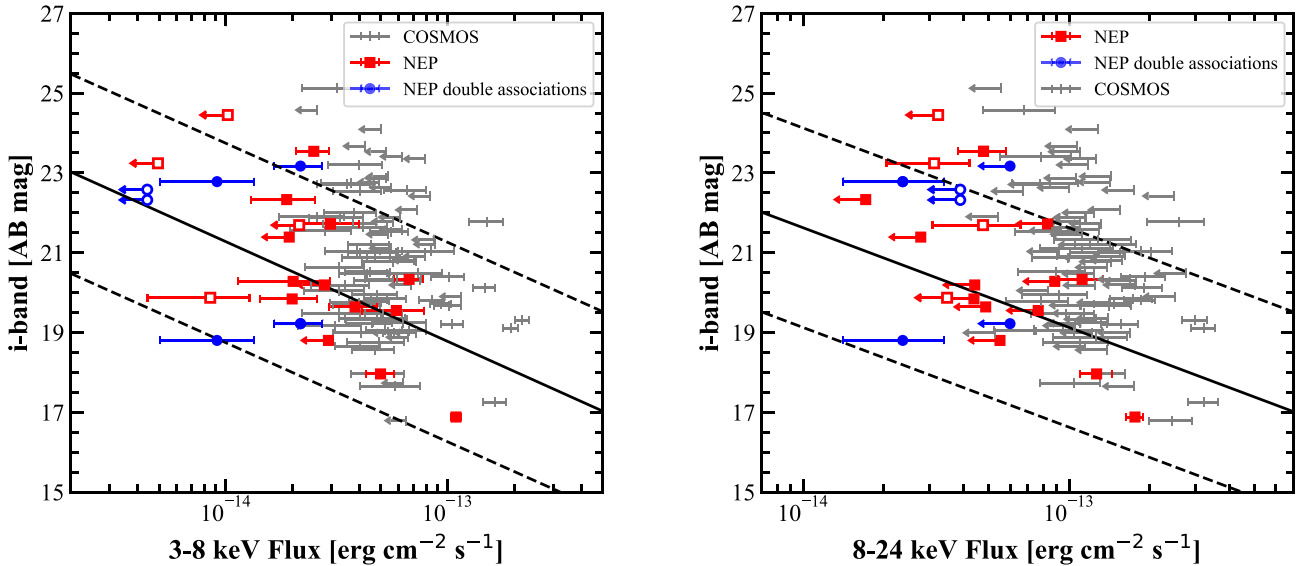 27
25
23
21
19
17
15
i-band [AB mag]
COSMOS
NEP
NEP double associations
10⁻¹⁴
10⁻¹³
3-8 keV Flux [erg cm⁻² s⁻¹]
27
25
23
21
19
17
15
i-band [AB mag]
NEP
NEP double associations
COSMOS
10⁻¹⁴
10⁻¹³
8-24 keV Flux [erg cm⁻² s⁻¹]